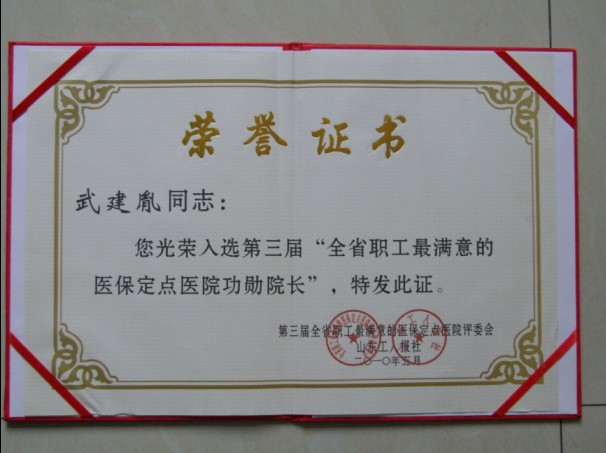 荣誉证书
武建胤同志：
您光荣入选第三届“全省职工最满意的
医保定点医院功勋院长”，特发此证。
第三届全省职工最满意的医保定点医院评委会
山东工人报社
二〇一〇年五月